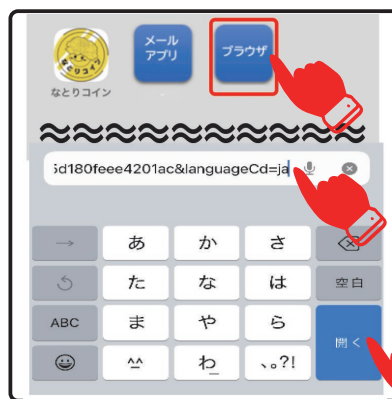 メール
アプリ
ブラウザ
なとりコイン
5d180feee4201ac&languageCd=ja
→
あ
か
さ
た
な
は
空白
ABC
ま
や
ら
開く
^^
わ
、。?!